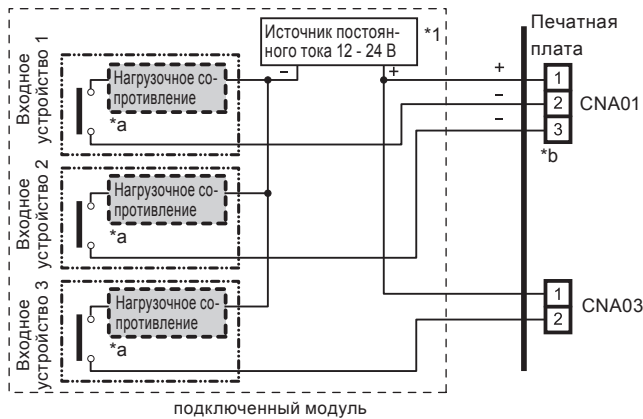 Источник постоян-
ного тока 12 - 24 В
*1
Печатная
плата
Входное
устройство 1
Нагрузочное со-
противление
*a
−
+
+
−
−
1
2
3
CNA01
*b
Входное
устройство 2
Нагрузочное со-
противление
*a
Входное
устройство 3
Нагрузочное со-
противление
*a
1
2
CNA03
подключенный модуль